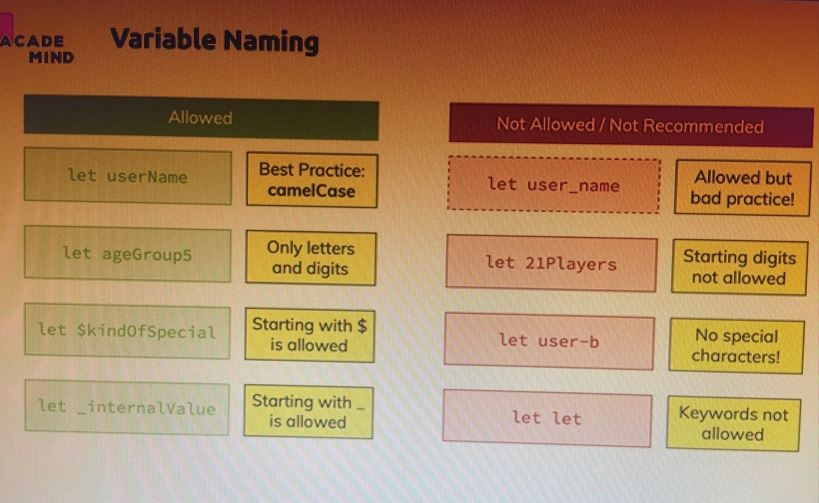 ACADE
MIND
Variable Naming
Allowed
let userName
Best Practice:
camelCase
let ageGroup5
Only letters
and digits
let $kindOfSpecial
Starting with $
is allowed
let _internalValue
Starting with _
is allowed
Not Allowed / Not Recommended
let user_name
Allowed but
bad practice!
let 21Players
Starting digits
not allowed
let user-b
No special
characters!
let let
Keywords not
allowed